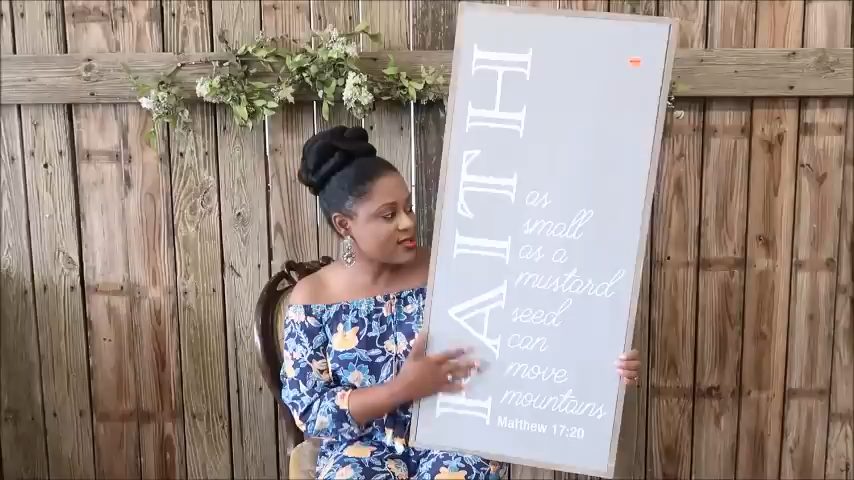 FAITH
as
small
as a
mustard
seed
can
move
mountains
Matthew 17:20